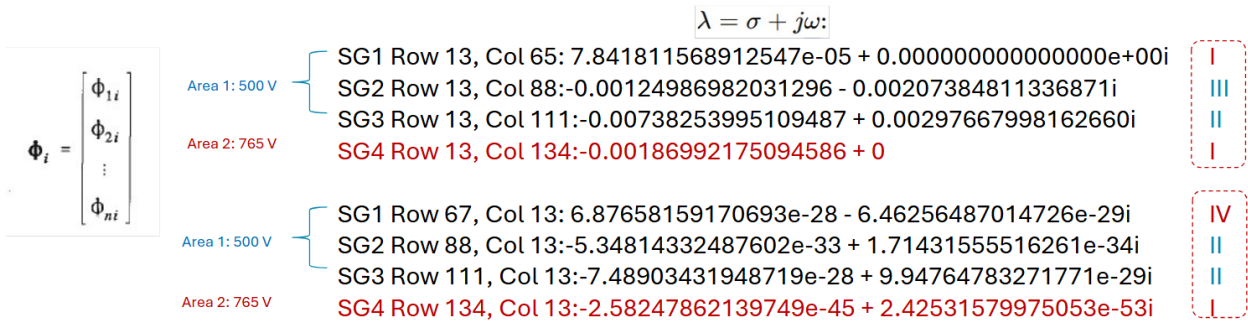 λ = σ + jω:
SG1 Row 13, Col 65: 7.841811568912547e-05 + 0.000000000000000e+00i I
Area 1: 500 V
SG2 Row 13, Col 88:-0.00124986982031296 - 0.00207384811336871i III
SG3 Row 13, Col 111:-0.00738253995109487 + 0.00297667998162660i II
Area 2: 765 V
SG4 Row 13, Col 134:-0.00186992175094586 + 0 I
Φi =
Φ1i
Φ2i
⋮
Φni
SG1 Row 67, Col 13: 6.87658159170693e-28 - 6.46256487014726e-29i IV
Area 1: 500 V
SG2 Row 88, Col 13:-5.34814332487602e-33 + 1.71431555516261e-34i II
SG3 Row 111, Col 13:-7.48903431948719e-28 + 9.94764783271771e-29i II
Area 2: 765 V
SG4 Row 134, Col 13:-2.58247862139749e-45 + 2.42531579975053e-53i I